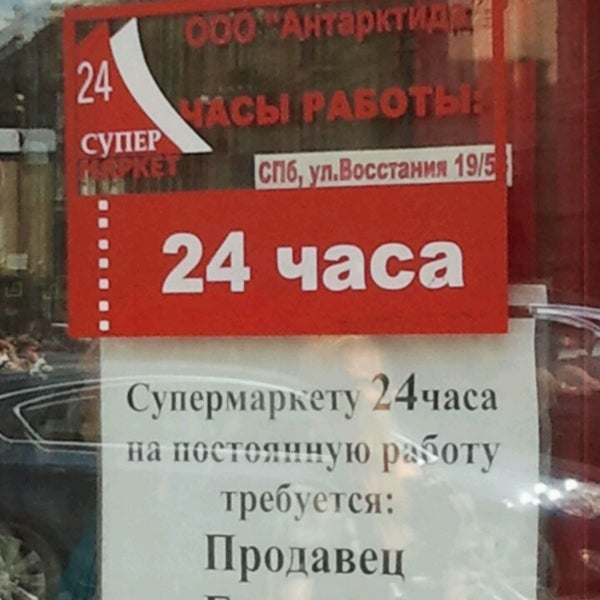 ООО "Антарктида
24
СУПЕР
МАРКЕТ
ЧАСЫ РАБОТЫ:
СПб, ул.Восстания 19/5
24 часа
Супермаркету 24часа
на постоянную работу
требуется:
Продавец